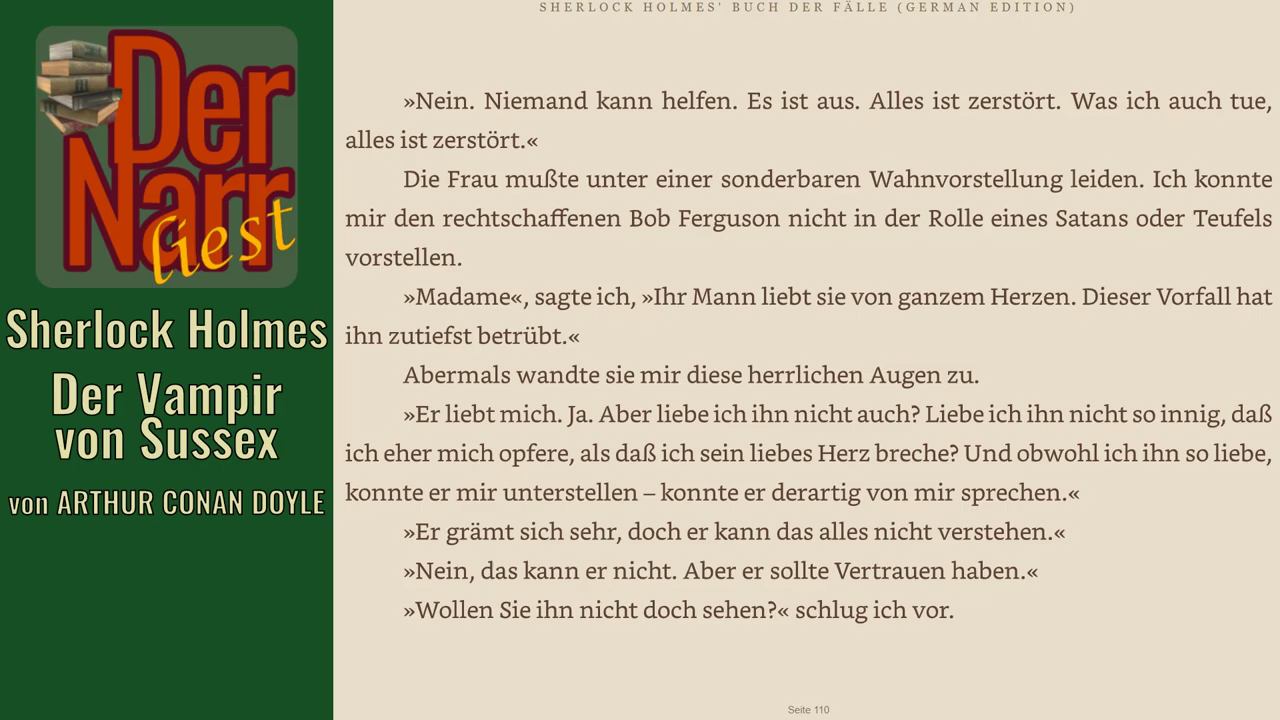 Der
Narr
liest
Sherlock Holmes
Der Vampir
von Sussex
von ARTHUR CONAN DOYLE
SHERLOCK HOLMES' BUCH DER FÄLLE (GERMAN EDITION)
»Nein. Niemand kann helfen. Es ist aus. Alles ist zerstört. Was ich auch tue,
alles ist zerstört.«
Die Frau mußte unter einer sonderbaren Wahnvorstellung leiden. Ich konnte
mir den rechtschaffenen Bob Ferguson nicht in der Rolle eines Satans oder Teufels
vorstellen.
»Madame«, sagte ich, »Ihr Mann liebt sie von ganzem Herzen. Dieser Vorfall hat
ihn zutiefst betrübt.«
Abermals wandte sie mir diese herrlichen Augen zu.
»Er liebt mich. Ja. Aber liebe ich ihn nicht auch? Liebe ich ihn nicht so innig, daß
ich eher mich opfere, als daß ich sein liebes Herz breche? Und obwohl ich ihn so liebe,
konnte er mir unterstellen – konnte er derartig von mir sprechen.«
»Er grämt sich sehr, doch er kann das alles nicht verstehen.«
»Nein, das kann er nicht. Aber er sollte Vertrauen haben.«
»Wollen Sie ihn nicht doch sehen?« schlug ich vor.
Seite 110